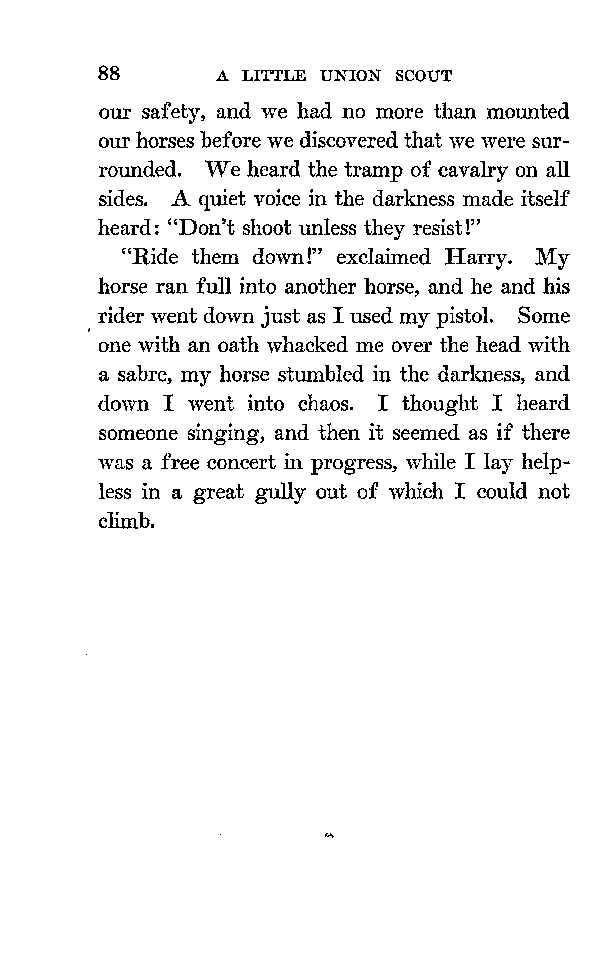 88 A LITTLE UNION SCOUT
our safety, and we had no more than mounted
our horses before we discovered that we were sur-
rounded. We heard the tramp of cavalry on all
sides. A quiet voice in the darkness made itself
heard: “Don’t shoot unless they resist!”
“Ride them down!” exclaimed Harry. My
horse ran full into another horse, and he and his
rider went down just as I used my pistol. Some
one with an oath whacked me over the head with
a sabre, my horse stumbled in the darkness, and
down I went into chaos. I thought I heard
someone singing, and then it seemed as if there
was a free concert in progress, while I lay help-
less in a great gully out of which I could not
climb.